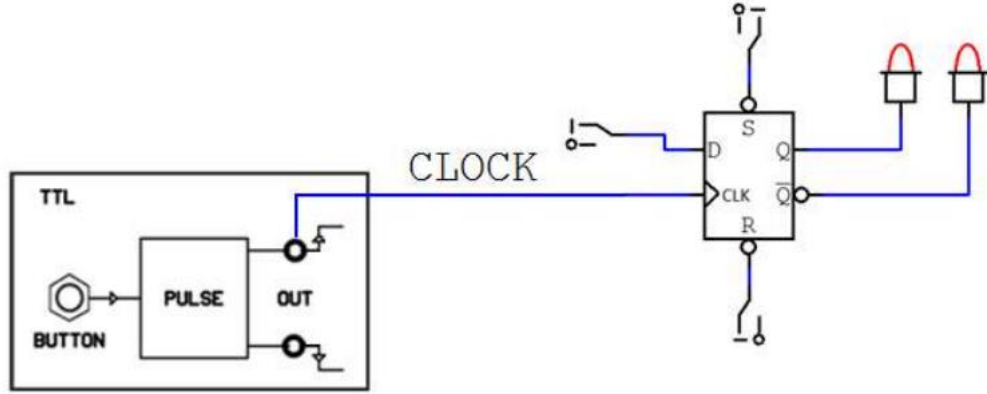 S
D
Q
CLOCK
CLK
Q̅
R
TTL
PULSE
OUT
BUTTON